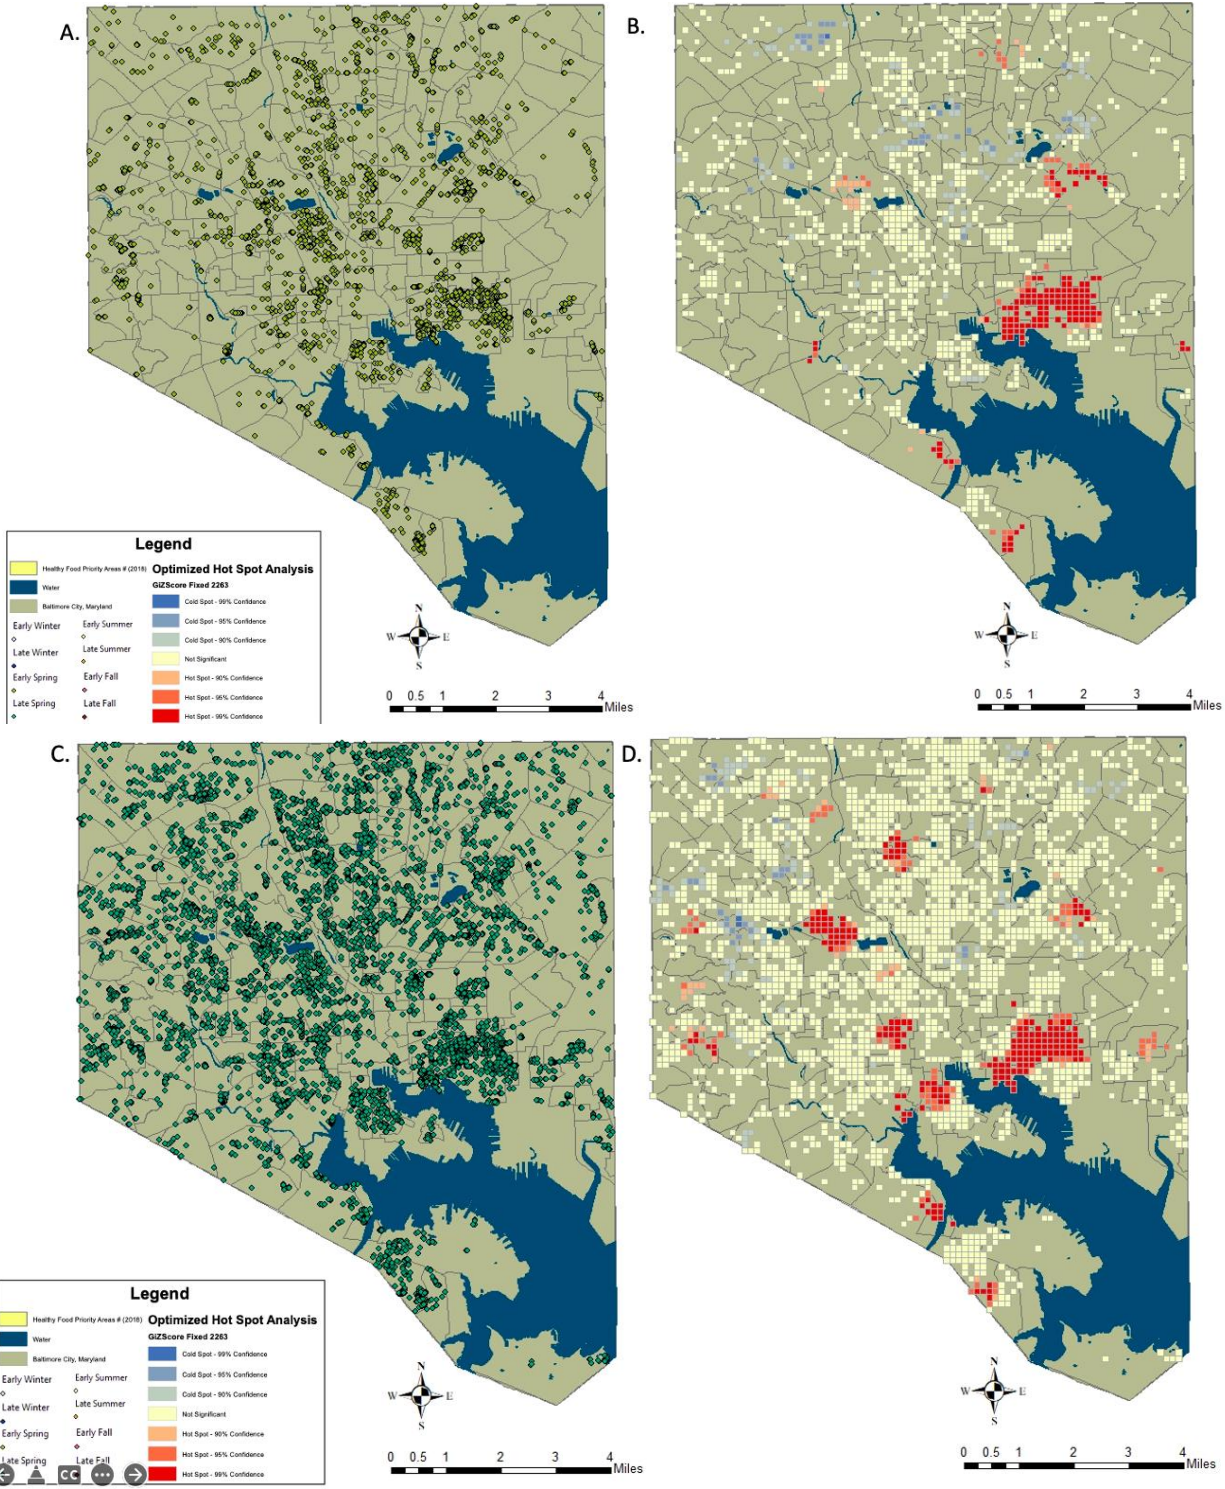 A.
B.
Legend
Healthy Food Priority Areas # (2018)
Water
Baltimore City, Maryland
Early Winter
Early Summer
Late Winter
Late Summer
Early Spring
Early Fall
Late Spring
Late Fall
Optimized Hot Spot Analysis
GiZScore Fixed 2263
Cold Spot - 99% Confidence
Cold Spot - 95% Confidence
Cold Spot - 90% Confidence
Not Significant
Hot Spot - 90% Confidence
Hot Spot - 95% Confidence
Hot Spot - 99% Confidence
N
W E
S
0 0.5 1 2 3 4
Miles
N
W E
S
0 0.5 1 2 3 4
Miles
C.
D.
Legend
Healthy Food Priority Areas # (2018)
Water
Baltimore City, Maryland
Early Winter
Early Summer
Late Winter
Late Summer
Early Spring
Early Fall
Late Spring
Late Fall
Optimized Hot Spot Analysis
GiZScore Fixed 2263
Cold Spot - 99% Confidence
Cold Spot - 95% Confidence
Cold Spot - 90% Confidence
Not Significant
Hot Spot - 90% Confidence
Hot Spot - 95% Confidence
Hot Spot - 99% Confidence
CC
N
W E
S
0 0.5 1 2 3 4
Miles
N
W E
S
0 0.5 1 2 3 4
Miles